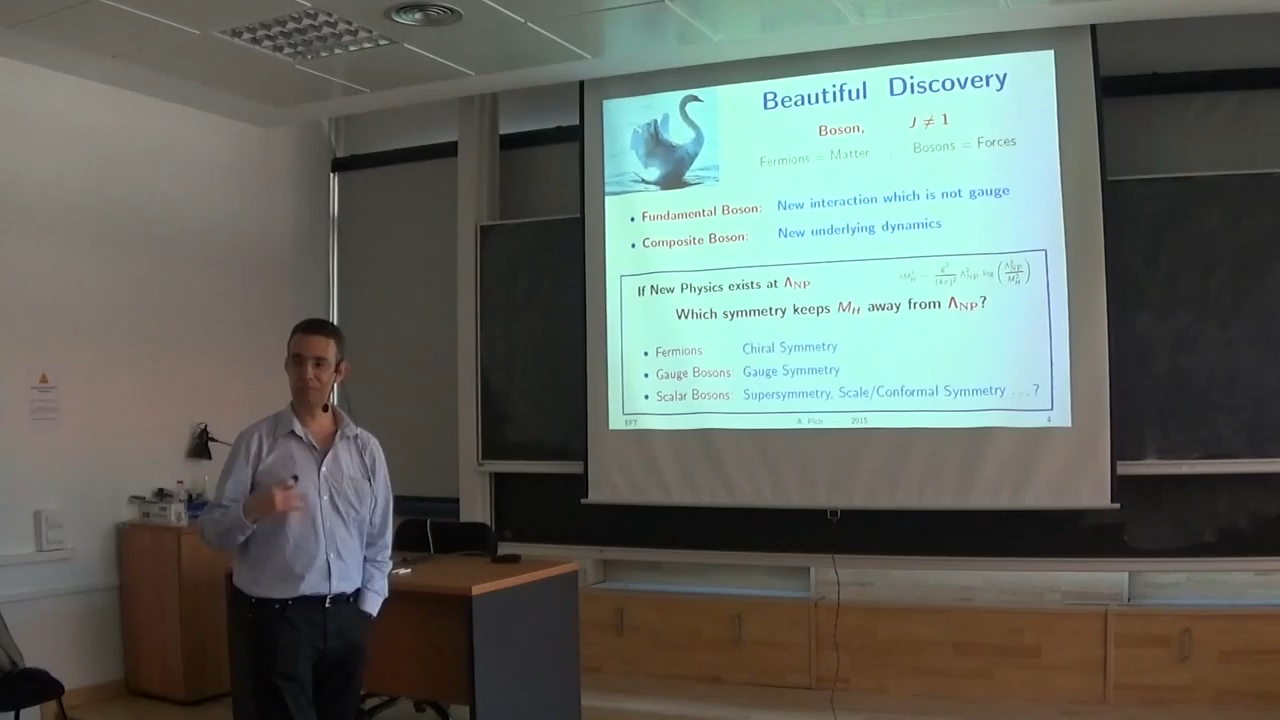 Beautiful Discovery
Boson, J ≠ 1
Fermions = Matter , Bosons = Forces
• Fundamental Boson: New interaction which is not gauge
• Composite Boson: New underlying dynamics
If New Physics exists at Λ_NP
Which symmetry keeps M_H away from Λ_NP?
• Fermions: Chiral Symmetry
• Gauge Bosons: Gauge Symmetry
• Scalar Bosons: Supersymmetry, Scale/Conformal Symmetry ...?
EFT A. Pich - 2015 4